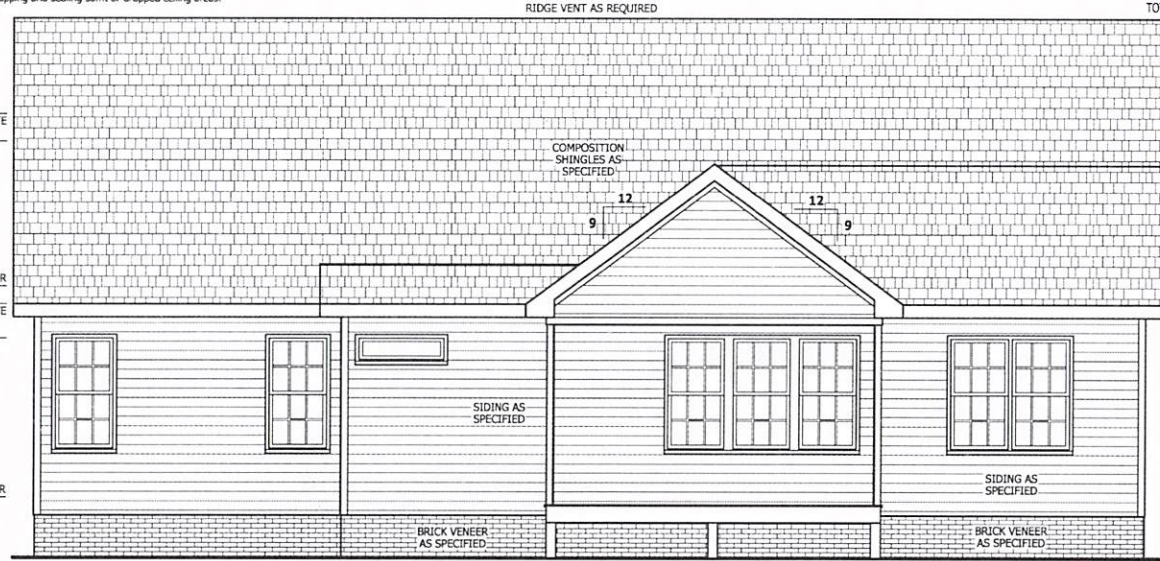 RIDGE VENT AS REQUIRED
TO
E
COMPOSITION
SHINGLES AS
SPECIFIED
12
9
12
9
R
E
SIDING AS
SPECIFIED
SIDING AS
SPECIFIED
R
BRICK VENEER
AS SPECIFIED
BRICK VENEER
AS SPECIFIED